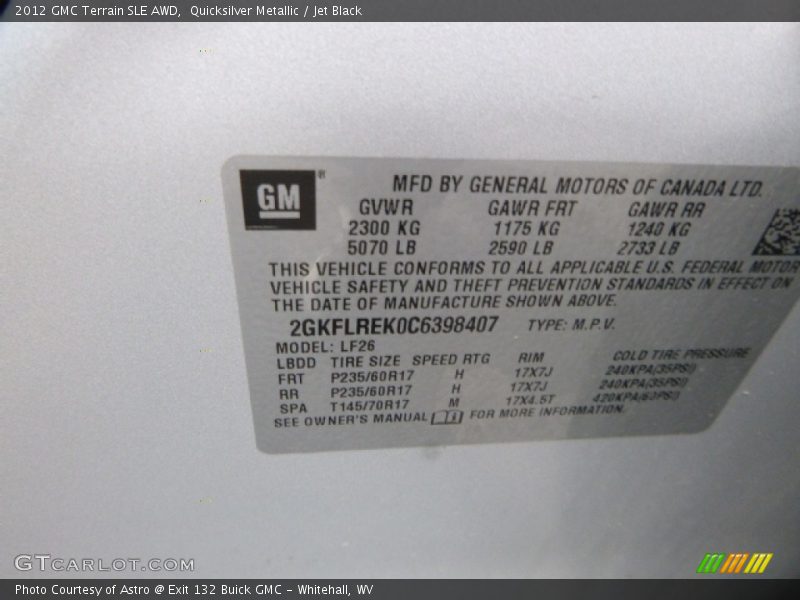 2012 GMC Terrain SLE AWD,  Quicksilver Metallic / Jet Black
GM ®
MFD BY GENERAL MOTORS OF CANADA LTD.
GVWR GAWR FRT GAWR RR
2300 KG 1175 KG 1240 KG
5070 LB 2590 LB 2733 LB
THIS VEHICLE CONFORMS TO ALL APPLICABLE U.S. FEDERAL MOTOR
VEHICLE SAFETY AND THEFT PREVENTION STANDARDS IN EFFECT ON
THE DATE OF MANUFACTURE SHOWN ABOVE.
2GKFLREK0C6398407 TYPE: M.P.V.
MODEL: LF26
LBDD TIRE SIZE SPEED RTG RIM COLD TIRE PRESSURE
FRT P235/60R17 H 17X7J 240KPA(35PSI)
RR P235/60R17 H 17X7J 240KPA(35PSI)
SPA T145/70R17 M 17X4.5T 420KPA(60PSI)
SEE OWNER'S MANUAL FOR MORE INFORMATION.
GTCARLOT.COM
Photo Courtesy of Astro @ Exit 132 Buick GMC – Whitehall, WV